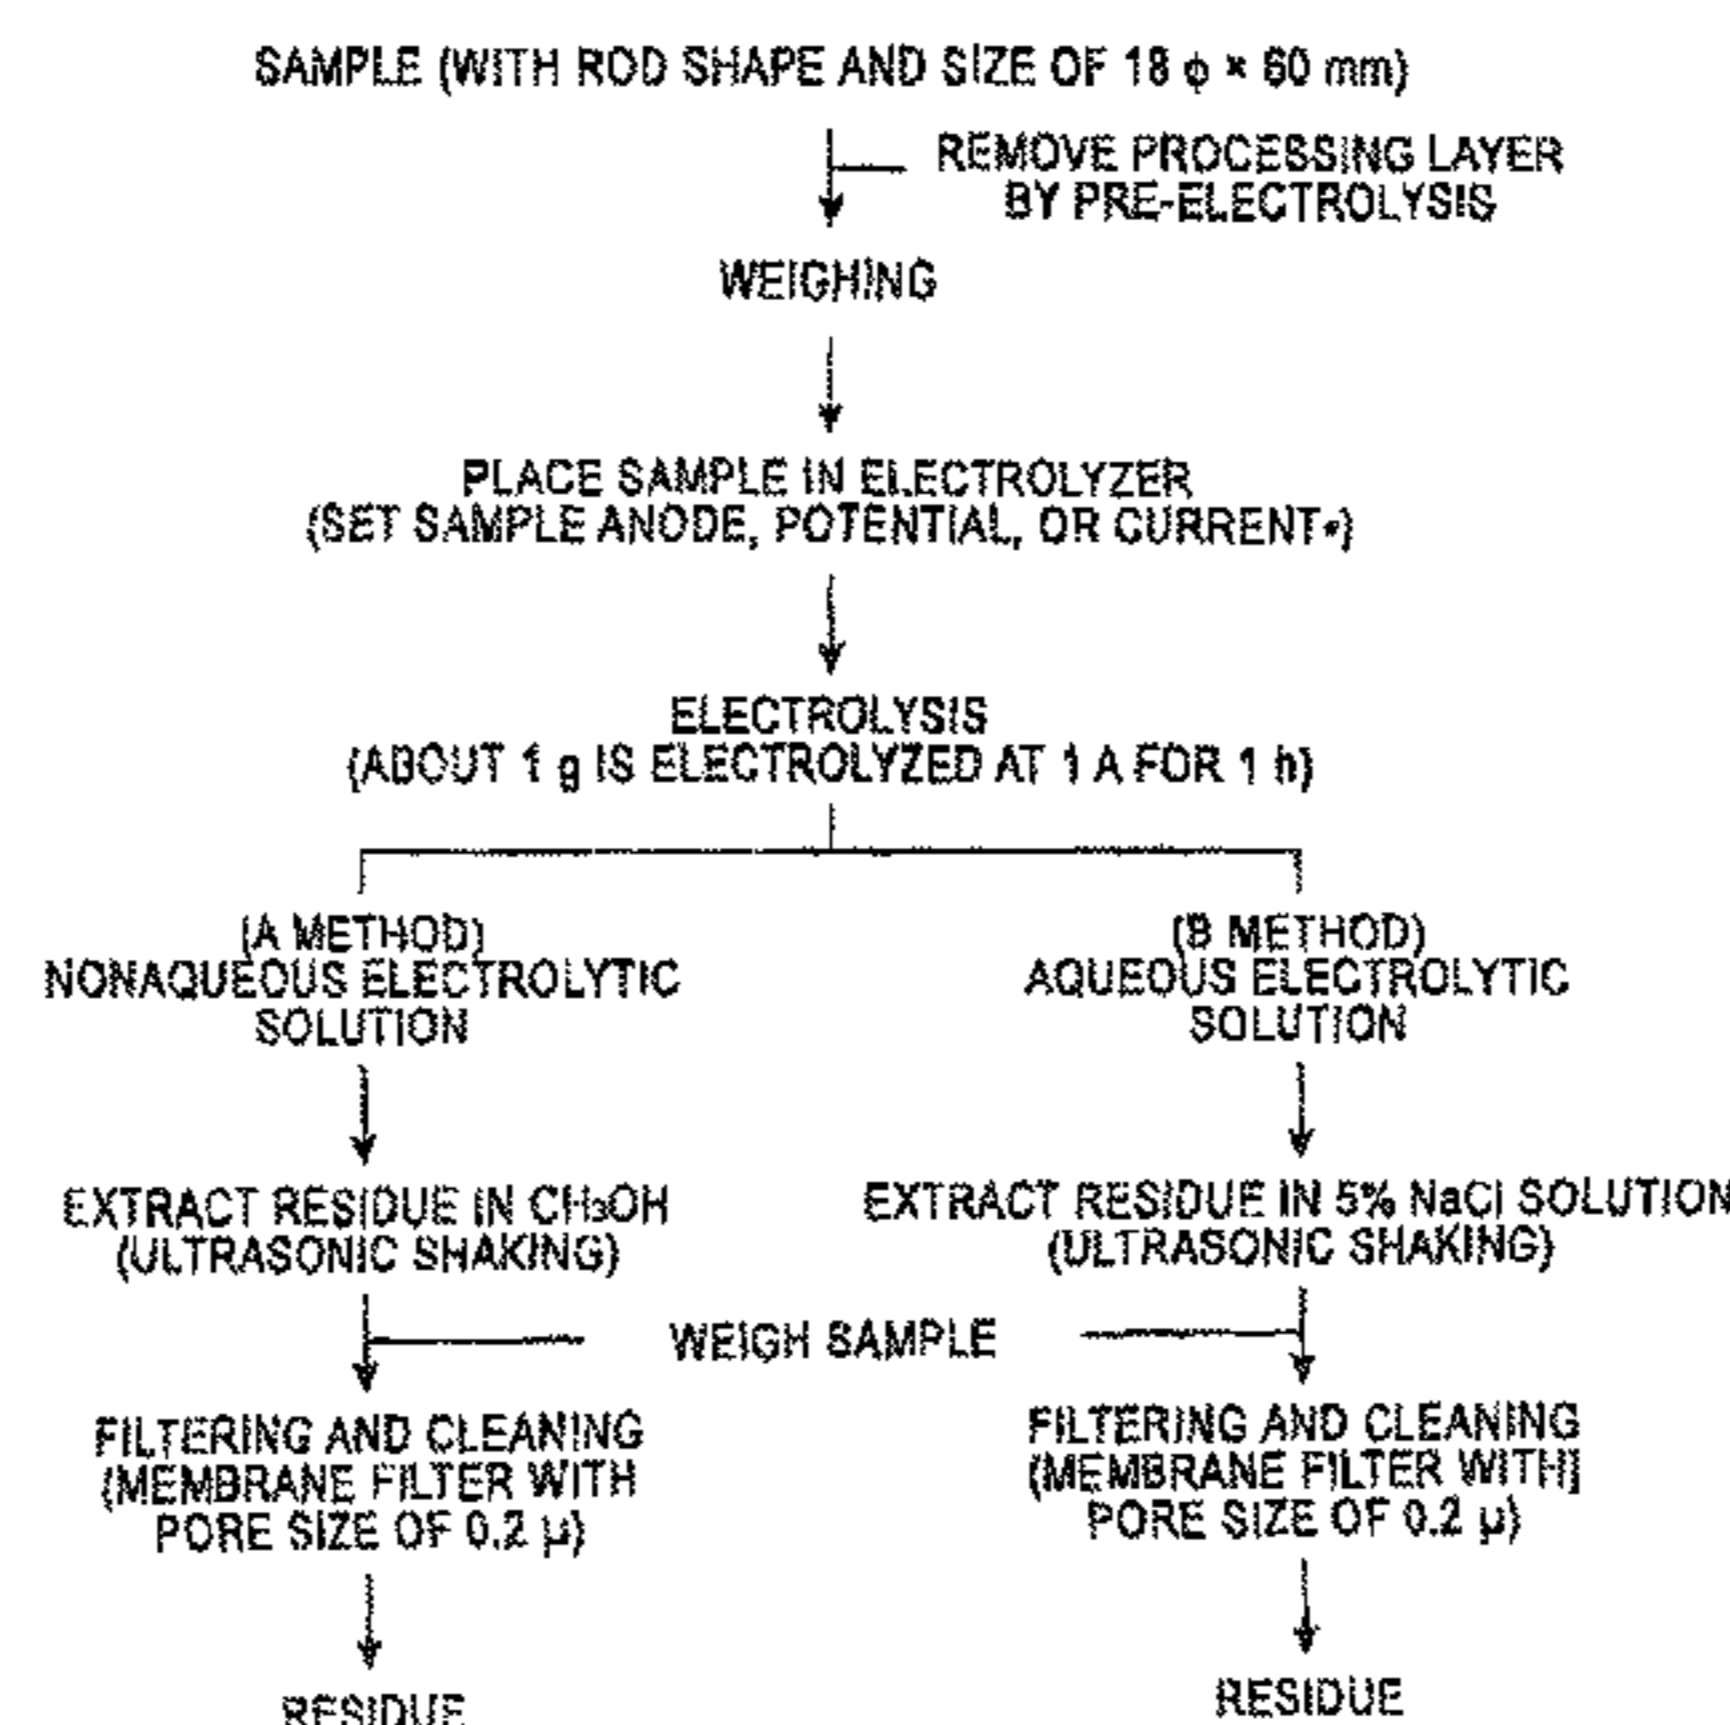 SAMPLE (WITH ROD SHAPE AND SIZE OF 18 ϕ × 60 mm)
REMOVE PROCESSING LAYER
BY PRE-ELECTROLYSIS
WEIGHING
PLACE SAMPLE IN ELECTROLYZER
(SET SAMPLE ANODE, POTENTIAL, OR CURRENT*)
ELECTROLYSIS
(ABOUT 1 g IS ELECTROLYZED AT 1 A FOR 1 h)
(A METHOD)
NONAQUEOUS ELECTROLYTIC
SOLUTION
(B METHOD)
AQUEOUS ELECTROLYTIC
SOLUTION
EXTRACT RESIDUE IN CH₃OH
(ULTRASONIC SHAKING)
EXTRACT RESIDUE IN 5% NaCl SOLUTION
(ULTRASONIC SHAKING)
WEIGH SAMPLE
FILTERING AND CLEANING
(MEMBRANE FILTER WITH
PORE SIZE OF 0.2 μ)
FILTERING AND CLEANING
(MEMBRANE FILTER WITH]
PORE SIZE OF 0.2 μ)
RESIDUE
RESIDUE